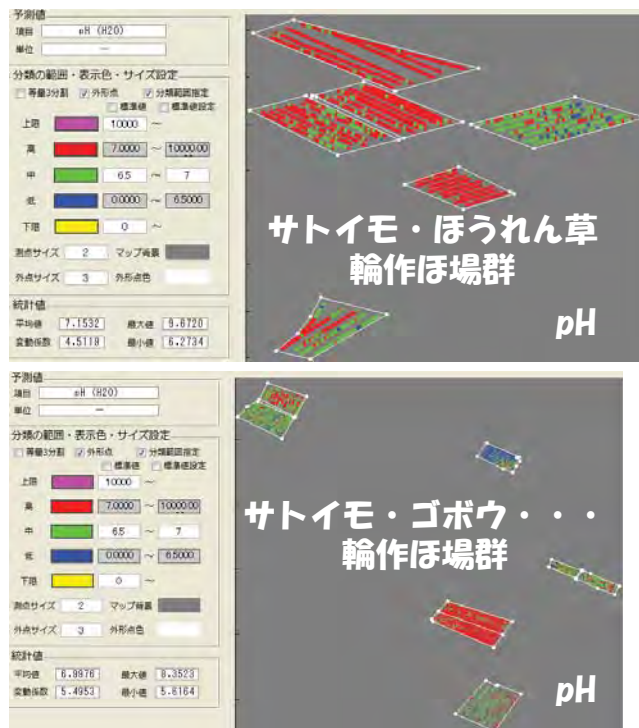 予測値
項目 pH (H2O)
単位 —
分類の範囲・表示色・サイズ設定
等量3分割 外形点 分類範囲指定
標準値 標準値設定
上限 10000 ～
高 7.0000 ～ 10000.00
中 6.5 ～ 7
低 0.0000 ～ 6.5000
下限 0 ～
測点サイズ 2 マップ背景
外点サイズ 3 外形点色
統計値
平均値 7.1532 最大値 9.6720
変動係数 4.5118 最小値 6.2734
サトイモ・ほうれん草
輪作ほ場群
pH
予測値
項目 pH (H2O)
単位 —
分類の範囲・表示色・サイズ設定
等量3分割 外形点 分類範囲指定
標準値 標準値設定
上限 10000 ～
高 7.0000 ～ 10000.00
中 6.5 ～ 7
低 0.0000 ～ 6.5000
下限 0 ～
測点サイズ 2 マップ背景
外点サイズ 3 外形点色
統計値
平均値 6.8976 最大値 8.3523
変動係数 5.4953 最小値 5.6164
サトイモ・ゴボウ・・・
輪作ほ場群
pH